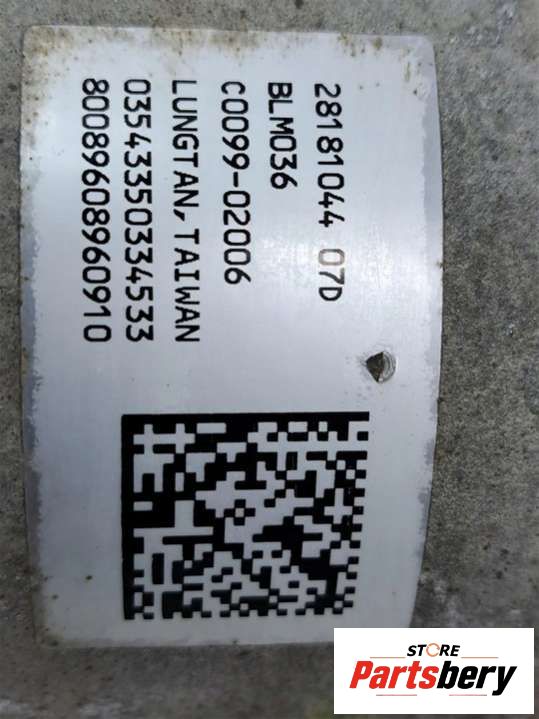 28181044 07D
BLM036
C0099-02006
LUNGTAN, TAIWAN
03543350334533
80089608960910
STORE
Partsbery